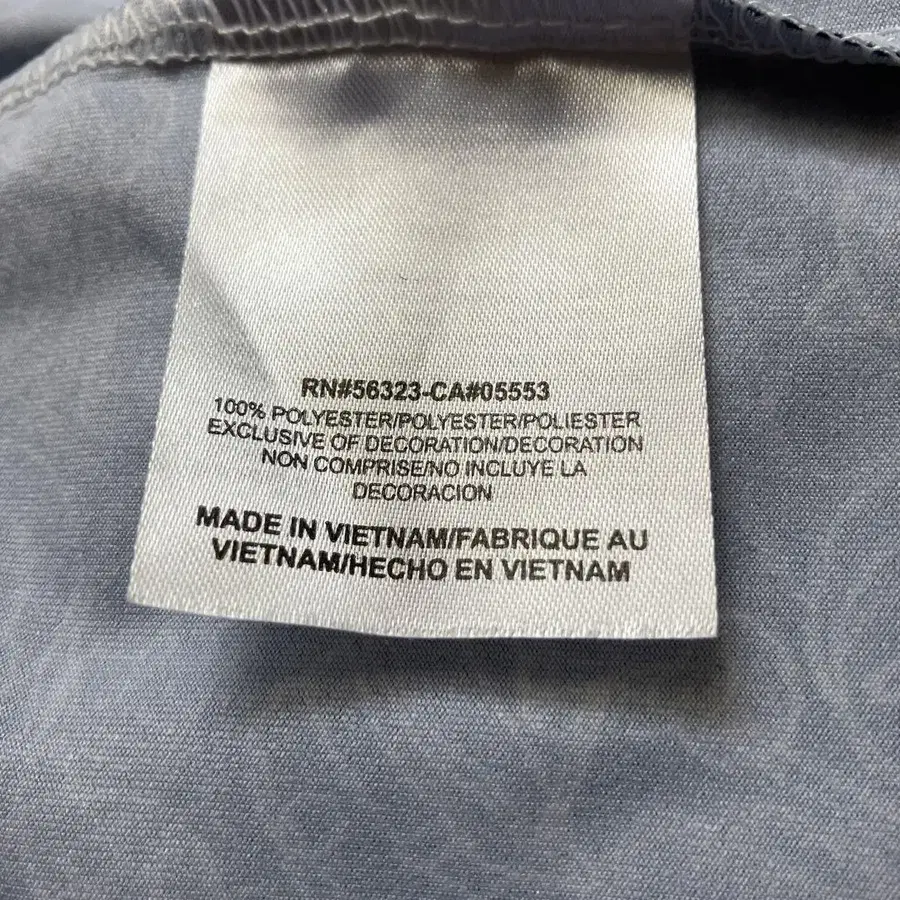 RN#56323-CA#05553
100% POLYESTER/POLYESTER/POLIESTER
EXCLUSIVE OF DECORATION/DECORATION
NON COMPRISE/NO INCLUYE LA
DECORACION
MADE IN VIETNAM/FABRIQUE AU
VIETNAM/HECHO EN VIETNAM